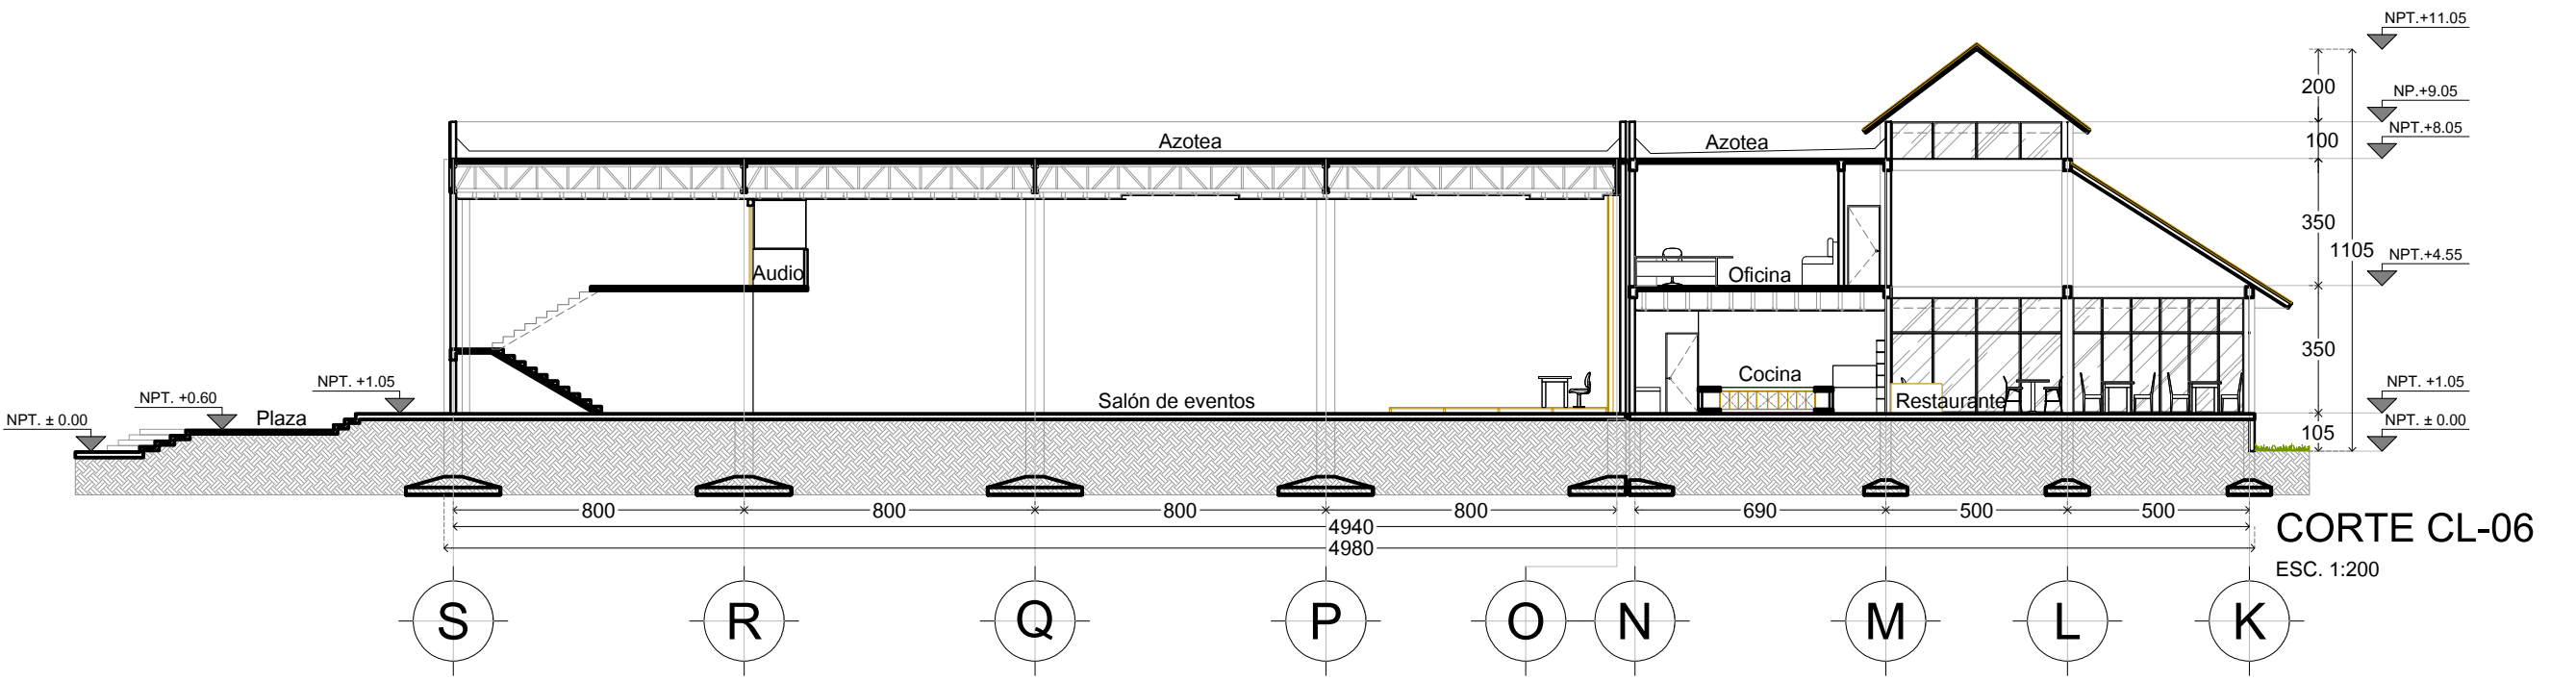 NPT.+11.05
200
NP.+9.05
Azotea
Azotea
100
NPT.+8.05
350
1105
NPT.+4.55
Audio
Oficina
350
Cocina
NPT. +1.05
NPT. +1.05
NPT. +0.60
Salón de eventos
Restaurante
NPT. ± 0.00
Plaza
105
NPT. ± 0.00
800
800
800
800
690
500
500
4940
4980
CORTE CL-06
ESC. 1:200
S
R
Q
P
O
N
M
L
K